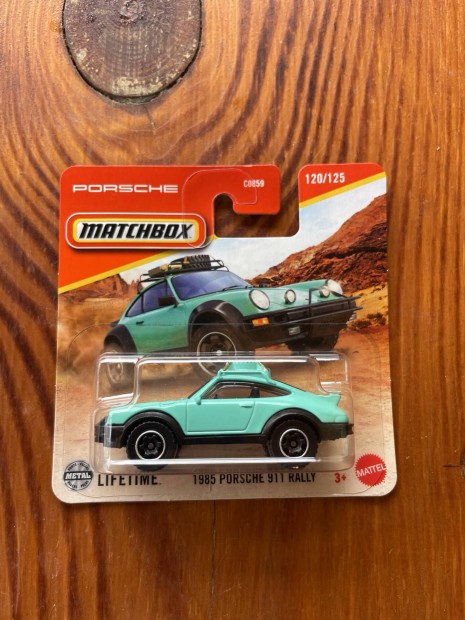 PORSCHE
C0859
120/125
MATCHBOX
METAL
LIFETIME.
1985 PORSCHE 911 RALLY
3+
MATTEL